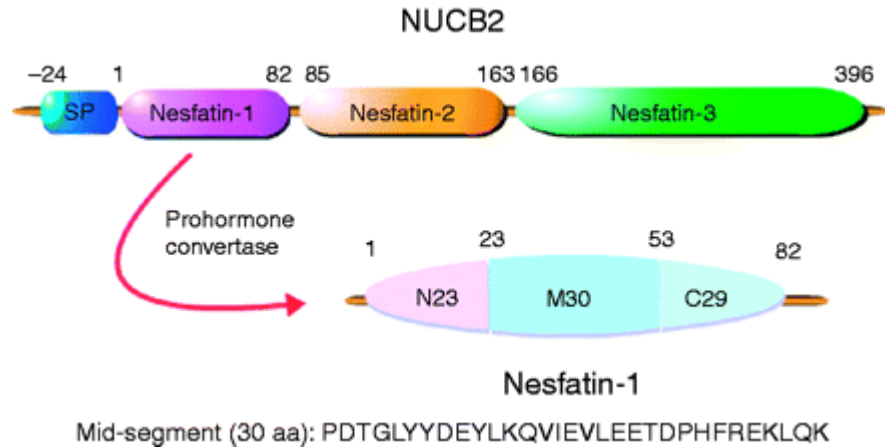 NUCB2
–24 1 82 85 163 166 396
SP Nesfatin-1 Nesfatin-2 Nesfatin-3
Prohormone
convertase
1 23 53 82
N23 M30 C29
Nesfatin-1
Mid-segment (30 aa): PDTGLYYDEYLKQVIEVLEETDPHFREKLQK